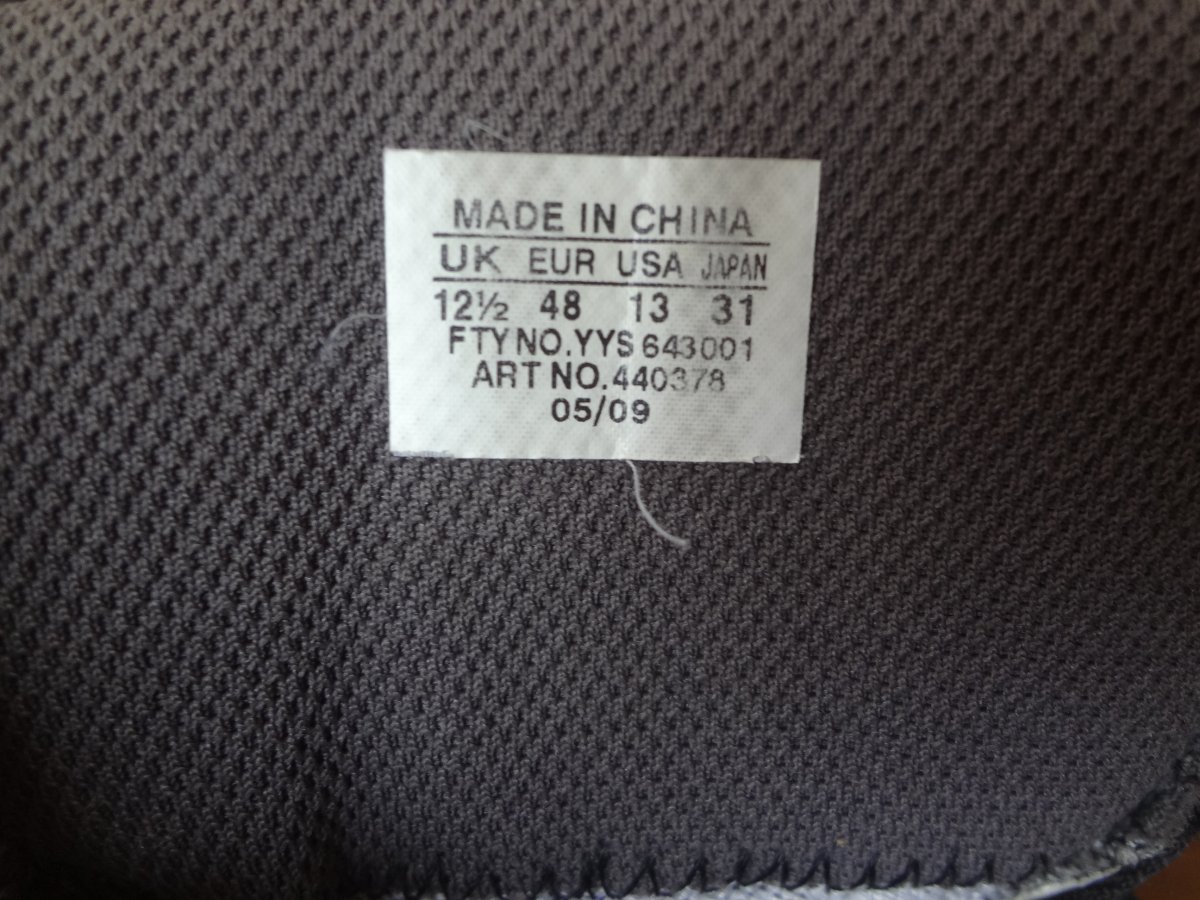 MADE IN CHINA
UK EUR USA JAPAN
12½ 48 13 31
FTY NO.YYS 643001
ART NO.440378
05/09